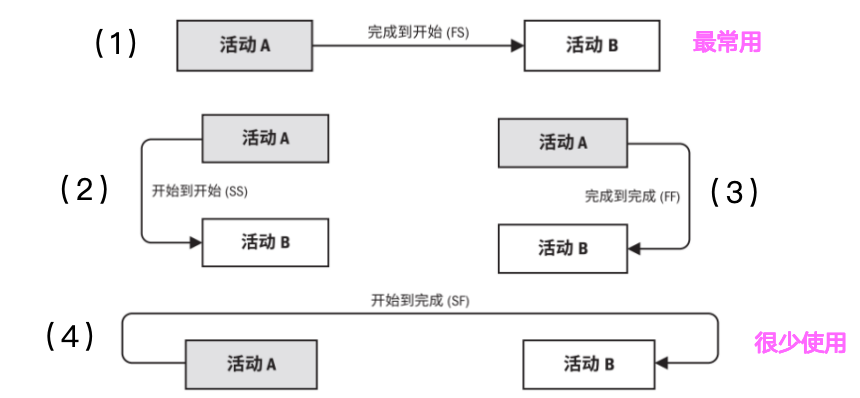 完成到开始 (FS)
(1) 活动 A 活动 B 最常用
活动 A 活动 A
(2) 开始到开始 (SS) 完成到完成 (FF) (3)
活动 B 活动 B
开始到完成 (SF)
(4) 活动 A 活动 B 很少使用